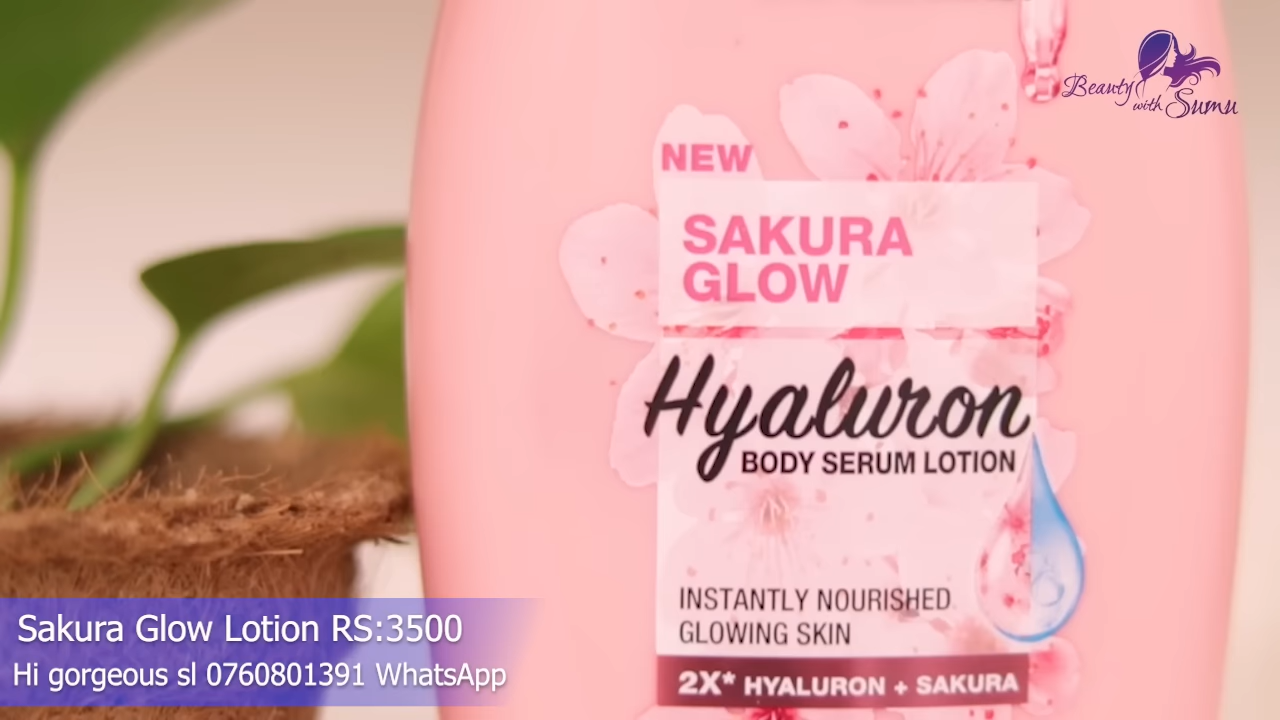 Beauty with Sumu
NEW
SAKURA
GLOW
Hyaluron
BODY SERUM LOTION
INSTANTLY NOURISHED
GLOWING SKIN
2X* HYALURON + SAKURA
Sakura Glow Lotion RS:3500
Hi gorgeous sl 0760801391 WhatsApp